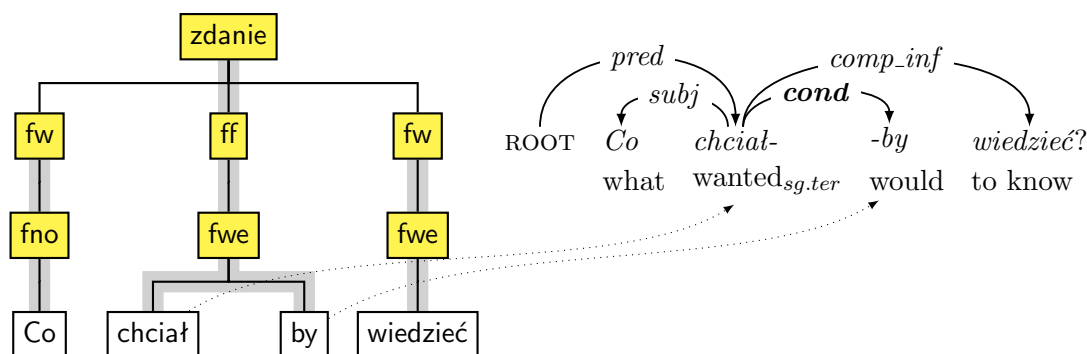 zdanie
fw ff fw
fno fwe fwe
Co chciał by wiedzieć
pred comp_inf
subj cond
ROOT Co chciał- -by wiedzieć?
what wanted_sg.ter would to know